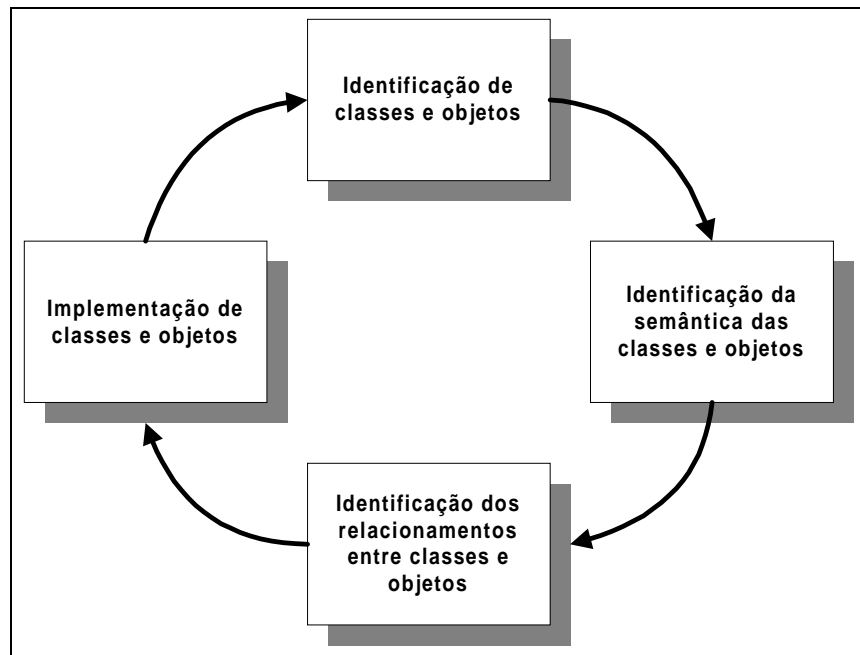 Identificação de
classes e objetos
Identificação da
semântica das
classes e objetos
Identificação dos
relacionamentos
entre classes e
objetos
Implementação de
classes e objetos